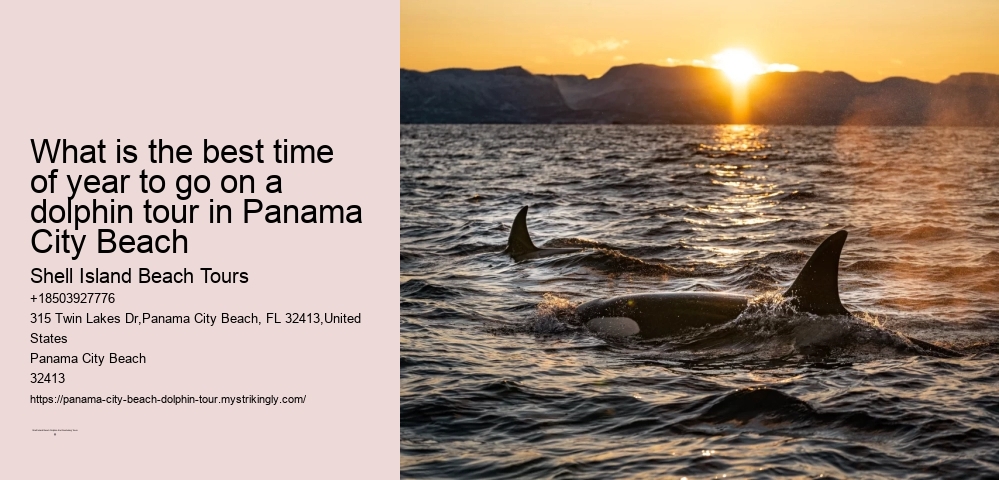 What is the best time
of year to go on a
dolphin tour in Panama
City Beach
Shell Island Beach Tours
+18503927776
315 Twin Lakes Dr,Panama City Beach, FL 32413,United
States
Panama City Beach
32413
https://panama-city-beach-dolphin-tour.mystrikingly.com/